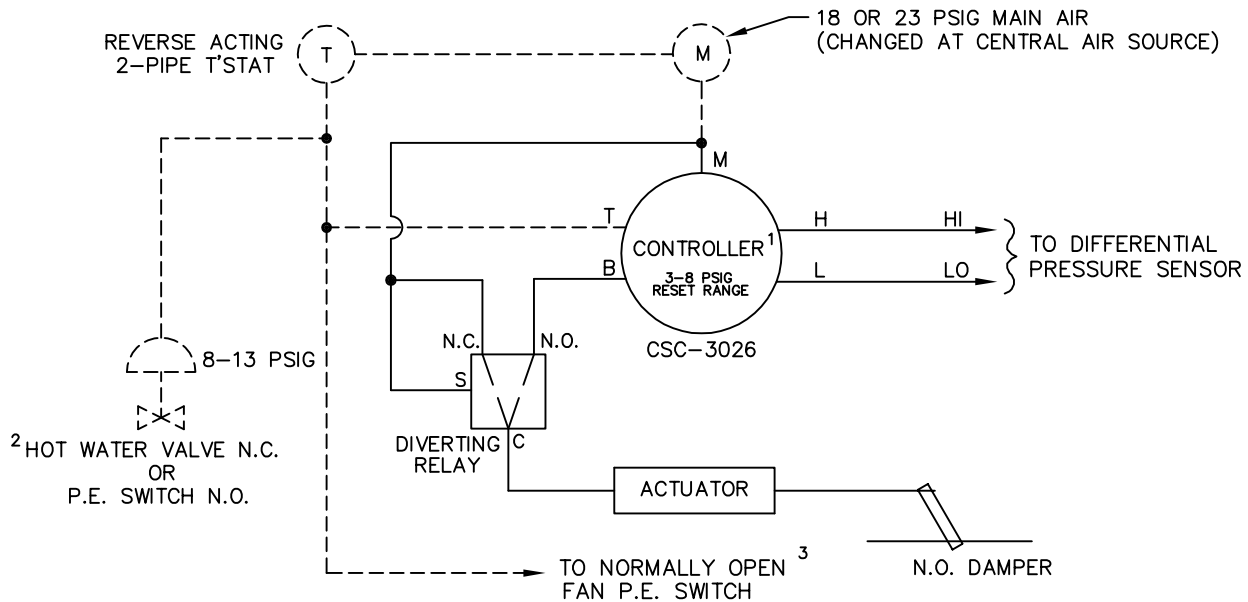 18 OR 23 PSIG MAIN AIR
(CHANGED AT CENTRAL AIR SOURCE)
REVERSE ACTING
2-PIPE T'STAT
T
M
M
T
H
HI
CONTROLLER¹
TO DIFFERENTIAL
PRESSURE SENSOR
B
3-8 PSIG
RESET RANGE
L
LO
N.C.
N.O.
CSC-3026
8-13 PSIG
S
²HOT WATER VALVE N.C.
OR
P.E. SWITCH N.O.
DIVERTING
RELAY
C
ACTUATOR
TO NORMALLY OPEN ³
FAN P.E. SWITCH
N.O. DAMPER